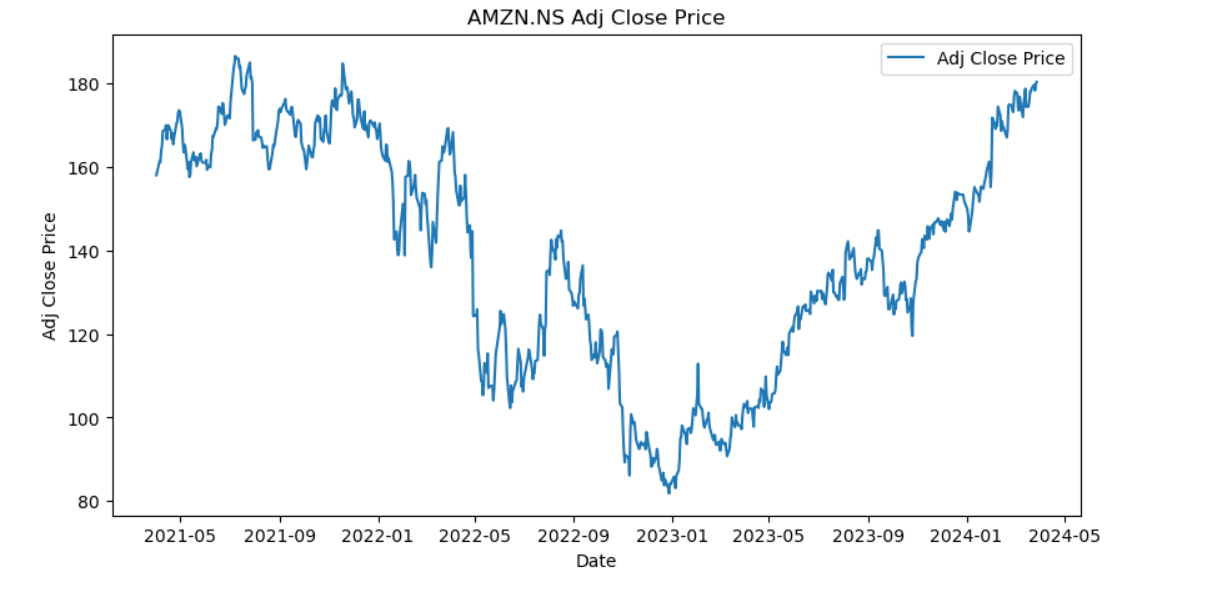 AMZN.NS Adj Close Price
Adj Close Price
180
160
140
120
100
80
Adj Close Price
2021-05 2021-09 2022-01 2022-05 2022-09 2023-01 2023-05 2023-09 2024-01 2024-05
Date